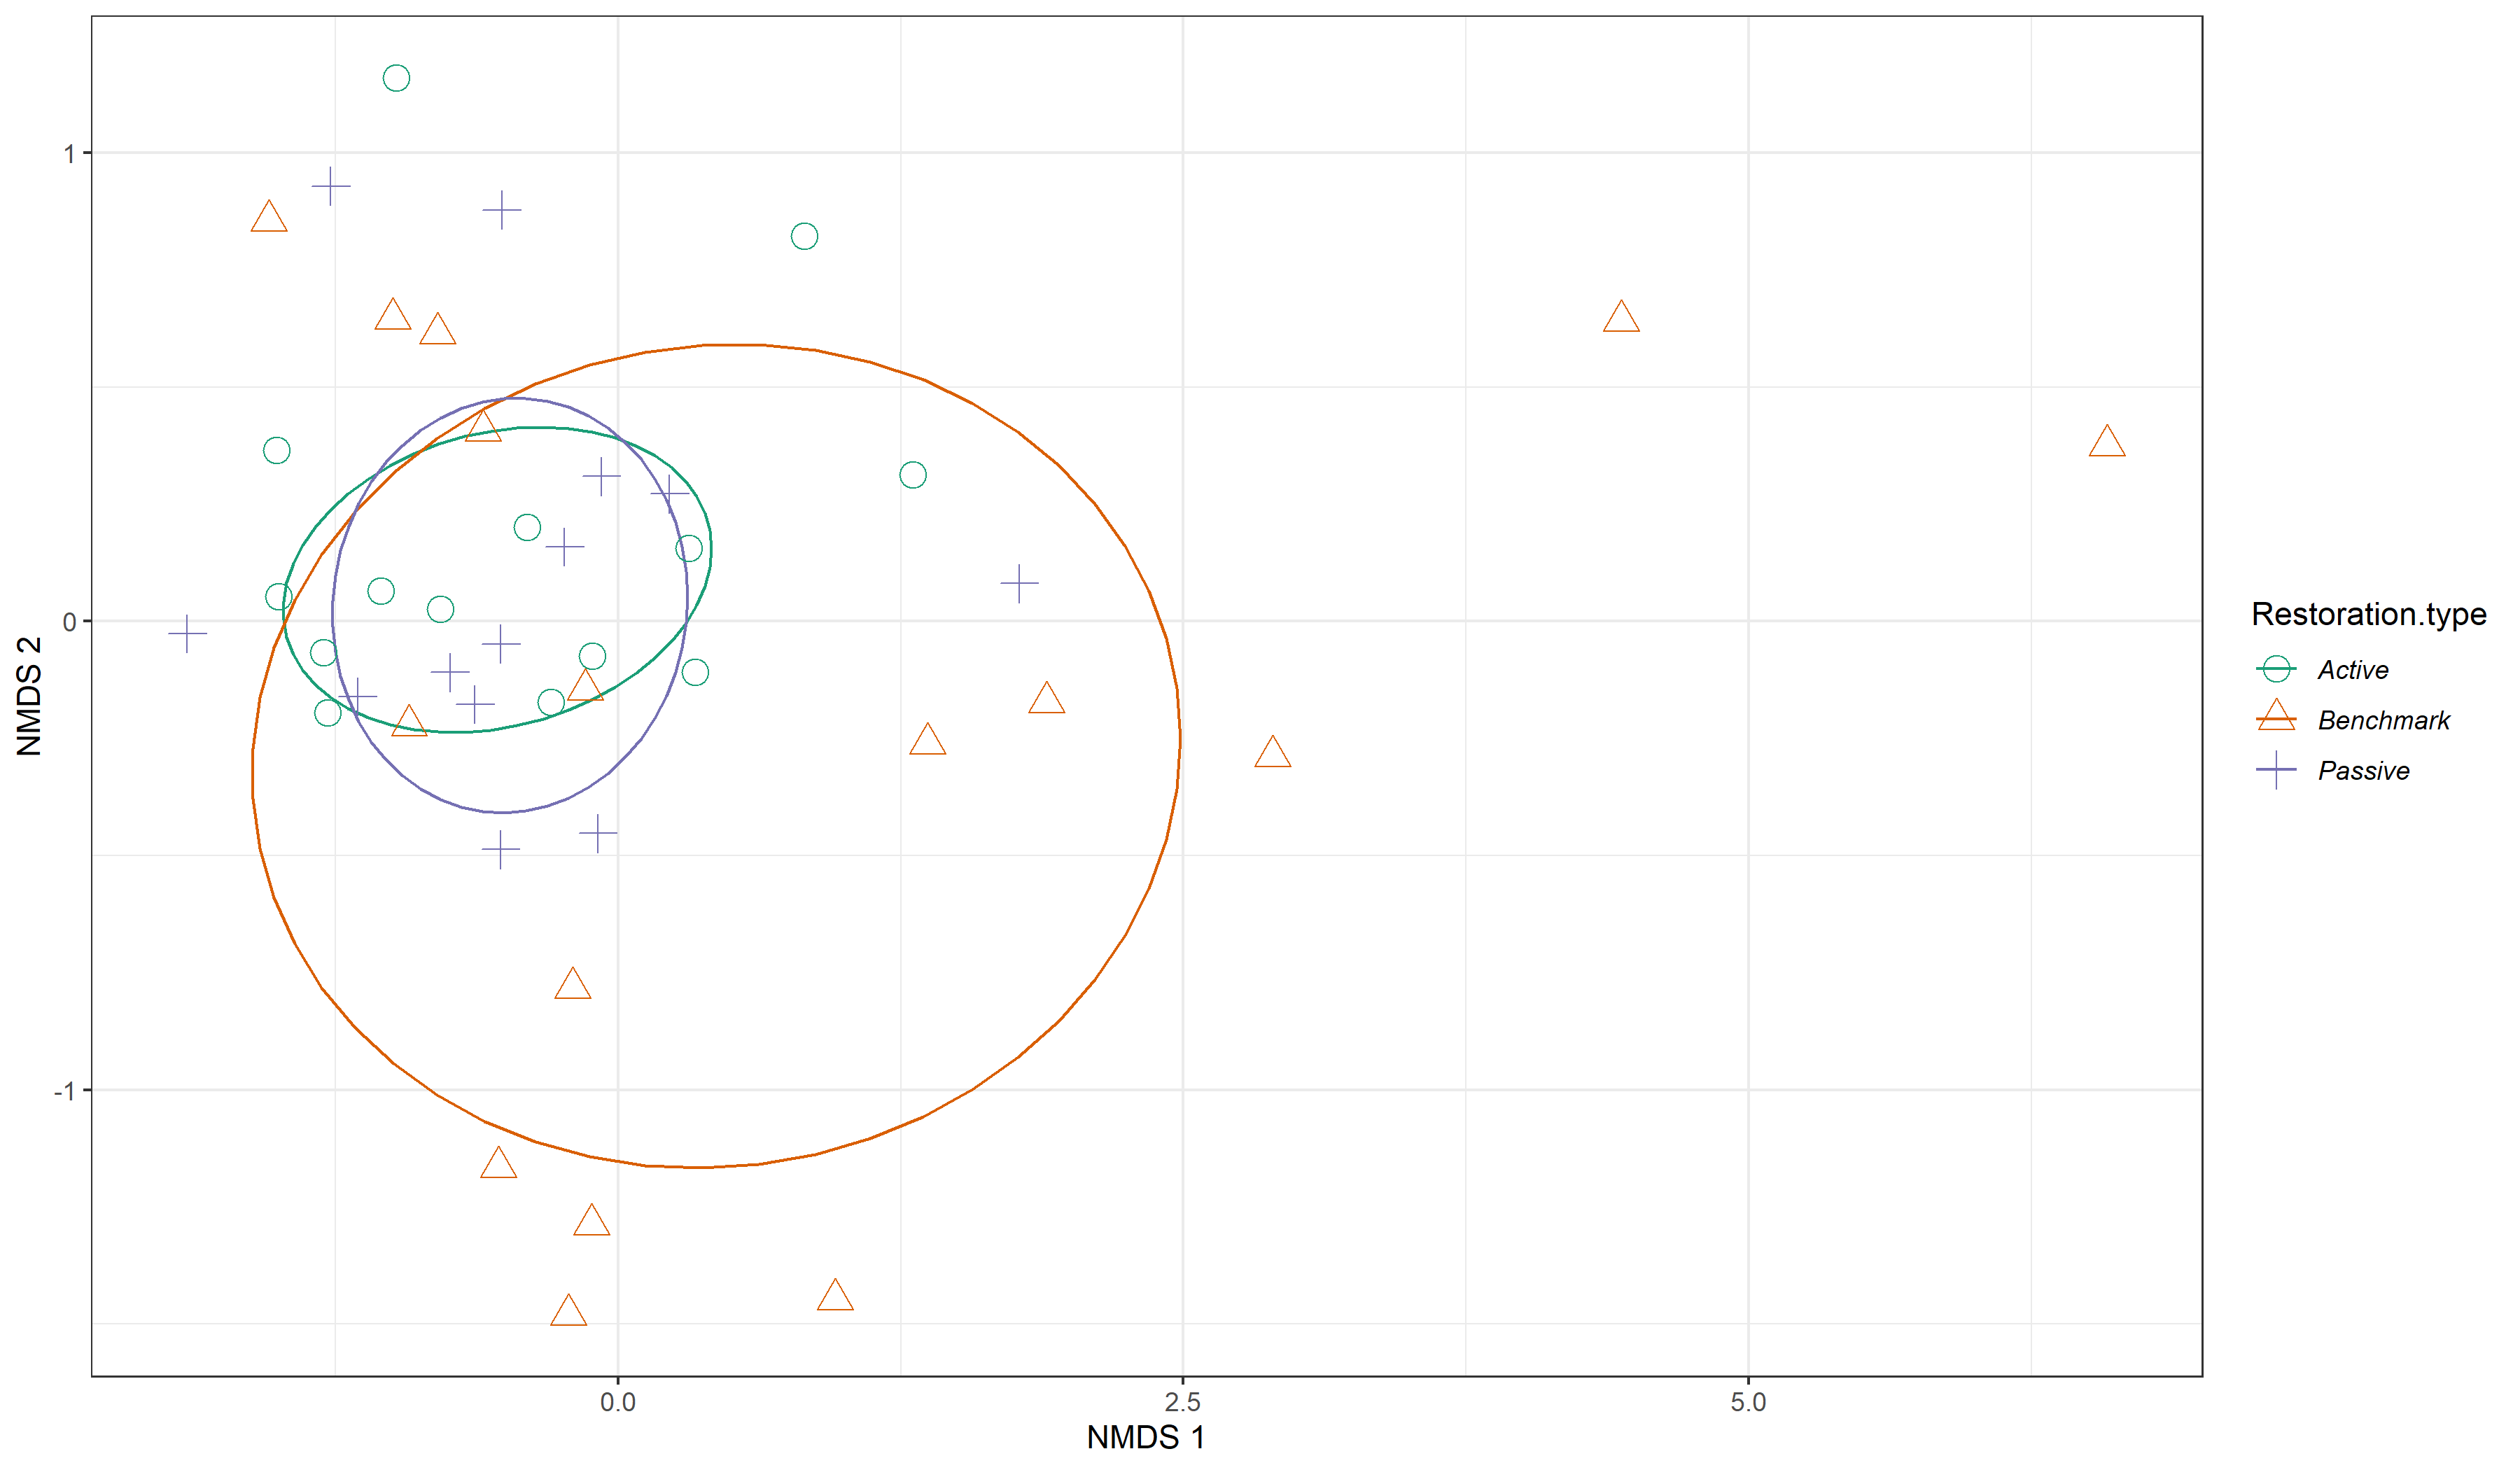 1
0
-1
NMDS 2
0.0
2.5
5.0
NMDS 1
Restoration.type
Active
Benchmark
Passive